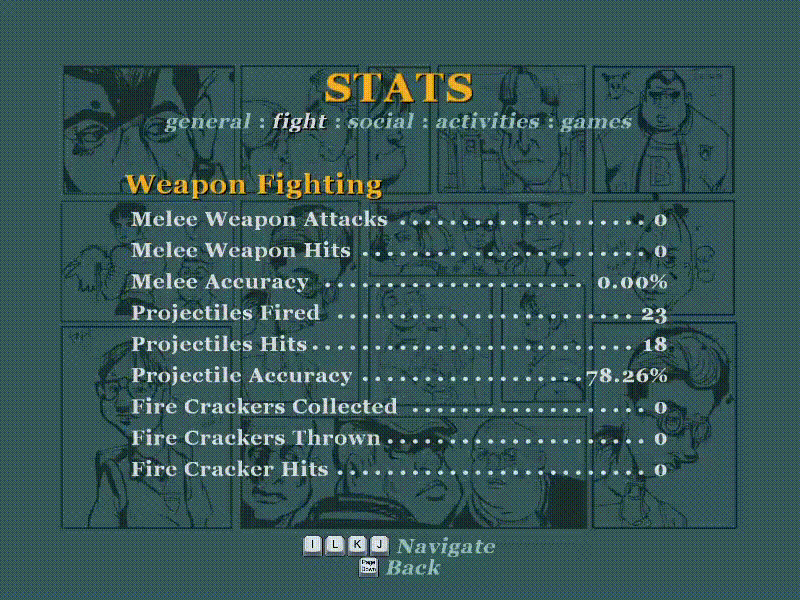 STATS
general : fight : social : activities : games
Weapon Fighting
Melee Weapon Attacks ..................... 0
Melee Weapon Hits ........................ 0
Melee Accuracy ..................... 0.00%
Projectiles Fired ........................ 23
Projectiles Hits .......................... 18
Projectile Accuracy .................. 78.26%
Fire Crackers Collected ................... 0
Fire Crackers Thrown ..................... 0
Fire Cracker Hits ......................... 0
I L K J Navigate
Page Down Back